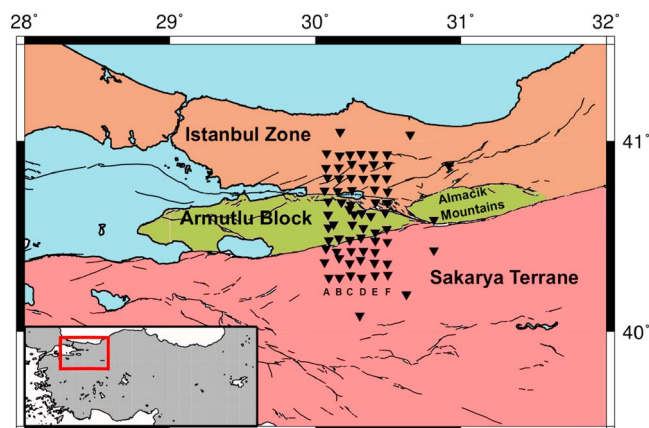 28° 29° 30° 31° 32°
Istanbul Zone
41°
Almacik
Mountains
Armutlu Block
Sakarya Terrane
A B C D E F
40°